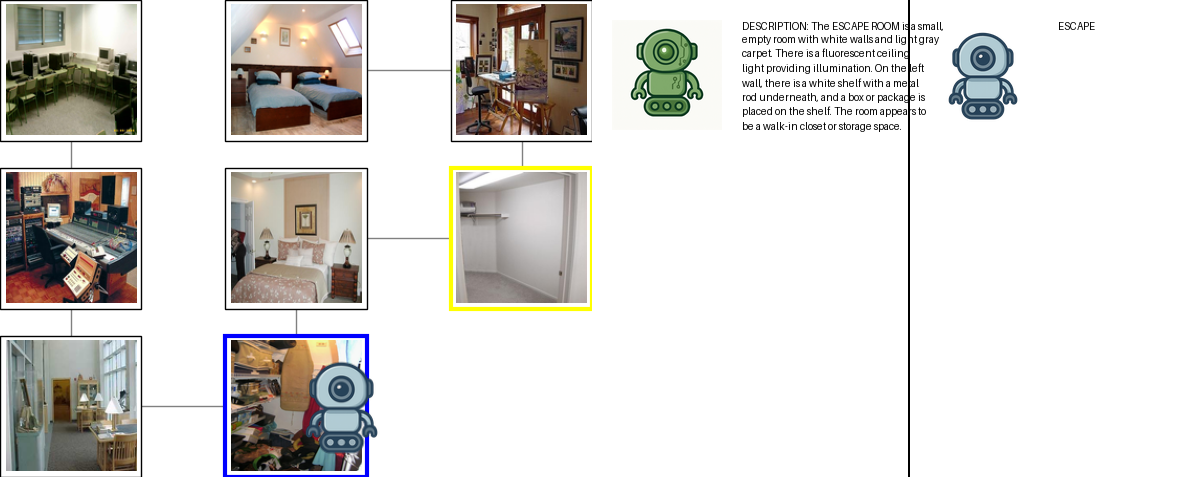 DESCRIPTION: The ESCAPE ROOM is a small,
empty room with white walls and light gray
carpet. There is a fluorescent ceiling
light providing illumination. On the left
wall, there is a white shelf with a metal
rod underneath, and a box or package is
placed on the shelf. The room appears to
be a walk-in closet or storage space.
ESCAPE